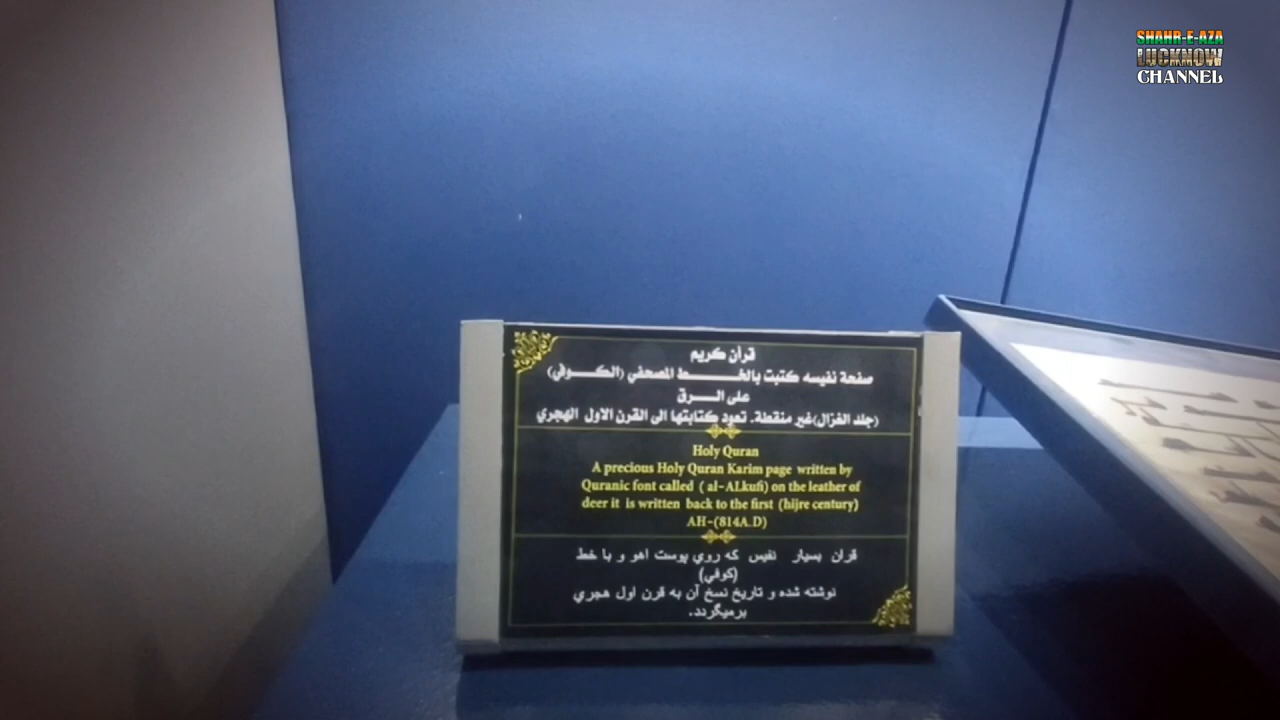 SHAHR-E-AZA
LUCKNOW
CHANNEL
قرآن كريم
صفحة نفيسه كتبت بالخـــط المصحفي (الكـــوفي)
على الـــرق
(جلد الغزال)غير منقطة. تعود كتابتها الى القرن الاول الهجري
Holy Quran
A precious Holy Quran Karim page written by
Quranic font called ( al-ALkufi) on the leather of
deer it is written back to the first (hijre century)
AH-(814A.D)
قران بسيار نفيس كه روي پوست اهو و با خط
(كوفي)
نوشته شده و تاريخ نسخ آن به قرن اول هجري
برميگردد.